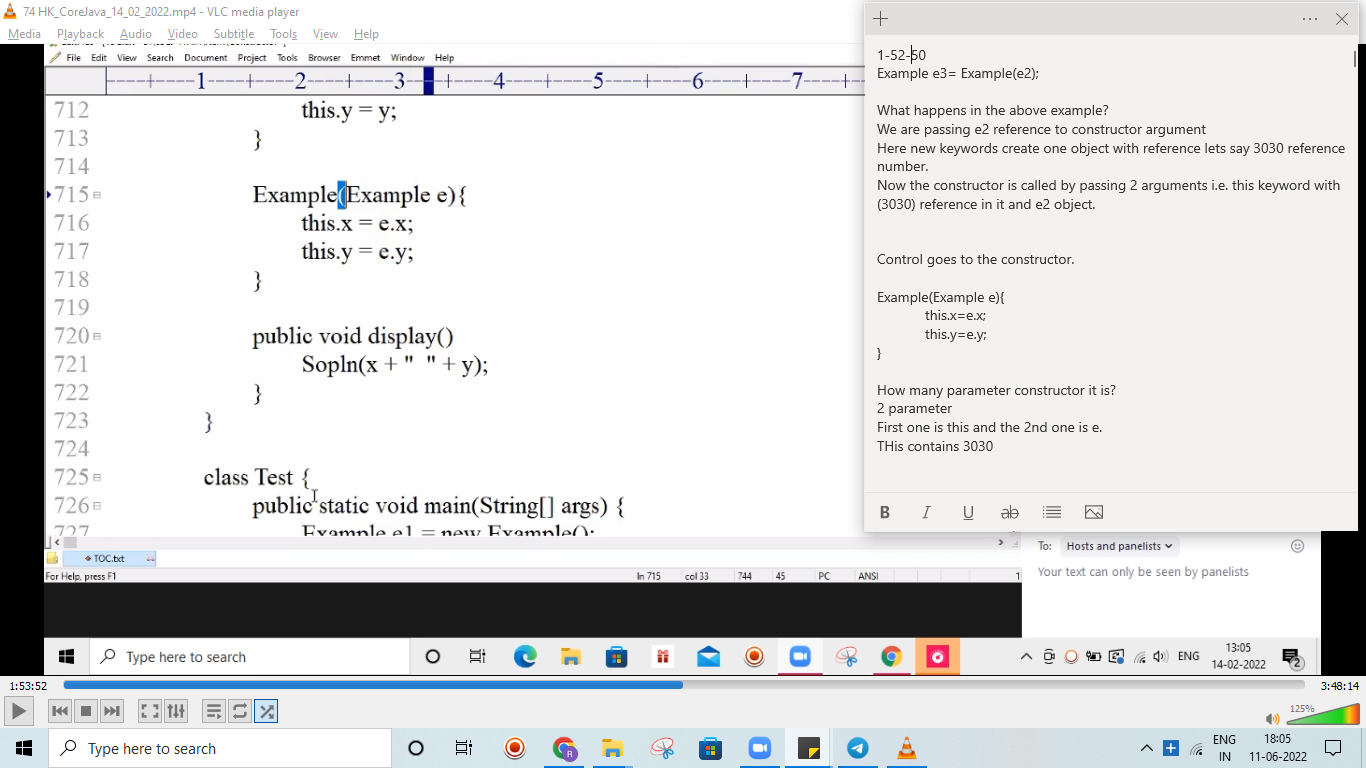 74 HK_CoreJava_14_02_2022.mp4 - VLC media player
Media Playback Audio Video Subtitle Tools View Help
File Edit View Search Document Project Tools Browser Emmet Window Help
1 2 3 4 5 6 7
712 this.y = y;
713 }
714
715 Example(Example e){
716 this.x = e.x;
717 this.y = e.y;
718 }
719
720 public void display()
721 Sopln(x + " " + y);
722 }
723 }
724
725 class Test {
726 public static void main(String[] args) {
727 Example e1 = new Example();
TOC.txt
For Help, press F1
ln 715 col 33 744 45 PC ANSI
1-52-50
Example e3= Example(e2);
What happens in the above example?
We are passing e2 reference to constructor argument
Here new keywords create one object with reference lets say 3030 reference
number.
Now the constructor is called by passing 2 arguments i.e. this keyword with
(3030) reference in it and e2 object.
Control goes to the constructor.
Example(Example e){
this.x=e.x;
this.y=e.y;
}
How many parameter constructor it is?
2 parameter
First one is this and the 2nd one is e.
THis contains 3030
B I U ab
To: Hosts and panelists
Your text can only be seen by panelists
Type here to search
ENG
13:05
14-02-2022
2
1:53:52
3:48:14
125%
Type here to search
R
ENG
IN
18:05
11-06-2022